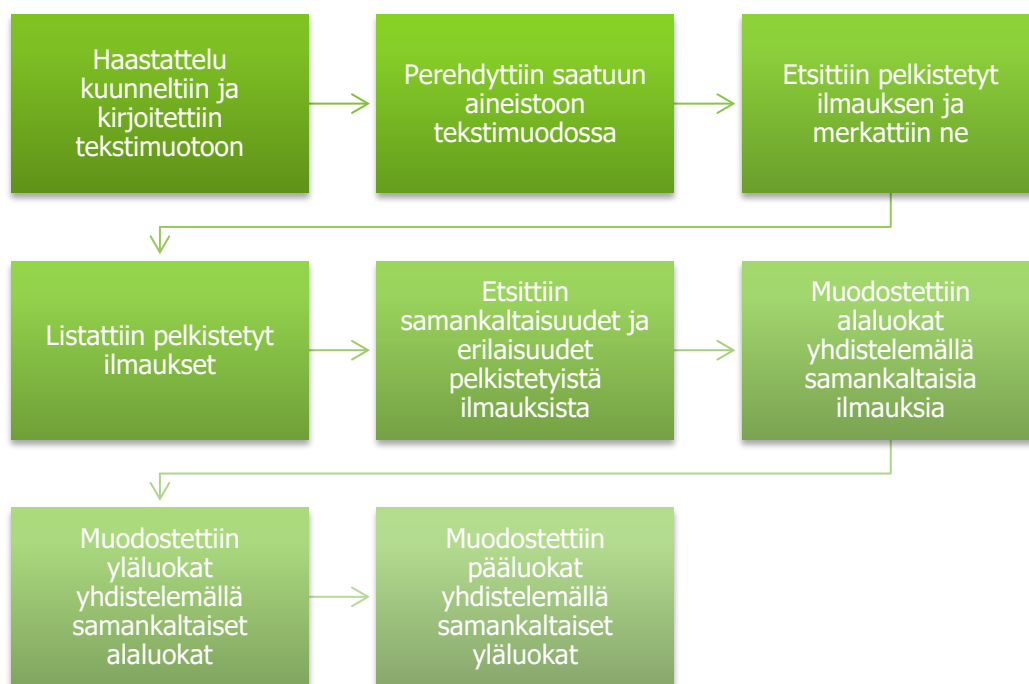 Haastattelu
kuunneltiin ja
kirjoitettiin
tekstimuotoon
Perehdyttiin saatuun
aineistoon
tekstimuodossa
Etsittiin pelkistetyt
ilmauksen ja
merkattiin ne
Listattiin pelkistetyt
ilmaukset
Etsittiin
samankaltaisuudet ja
erilaisuudet
pelkistetyistä
ilmauksista
Muodostettiin
alaluokat
yhdistelemällä
samankaltaisia
ilmauksia
Muodostettiin
yläluokat
yhdistelemällä
samankaltaiset
alaluokat
Muodostettiin
pääluokat
yhdistelemällä
samankaltaiset
yläluokat